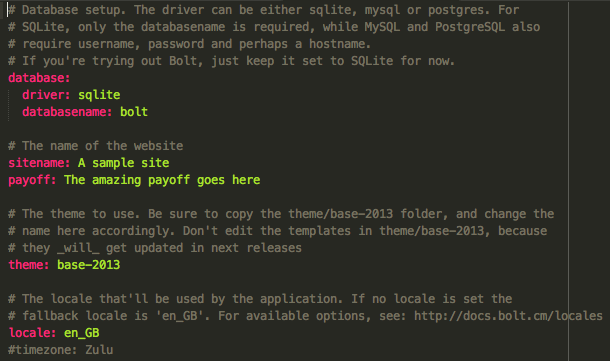 # Database setup. The driver can be either sqlite, mysql or postgres. For
# SQLite, only the databasename is required, while MySQL and PostgreSQL also
# require username, password and perhaps a hostname.
# If you're trying out Bolt, just keep it set to SQLite for now.
database:
  driver: sqlite
  databasename: bolt

# The name of the website
sitename: A sample site
payoff: The amazing payoff goes here

# The theme to use. Be sure to copy the theme/base-2013 folder, and change the
# name here accordingly. Don't edit the templates in theme/base-2013, because
# they _will_ get updated in next releases
theme: base-2013

# The locale that'll be used by the application. If no locale is set the
# fallback locale is 'en_GB'. For available options, see: http://docs.bolt.cm/locales
locale: en_GB
#timezone: Zulu